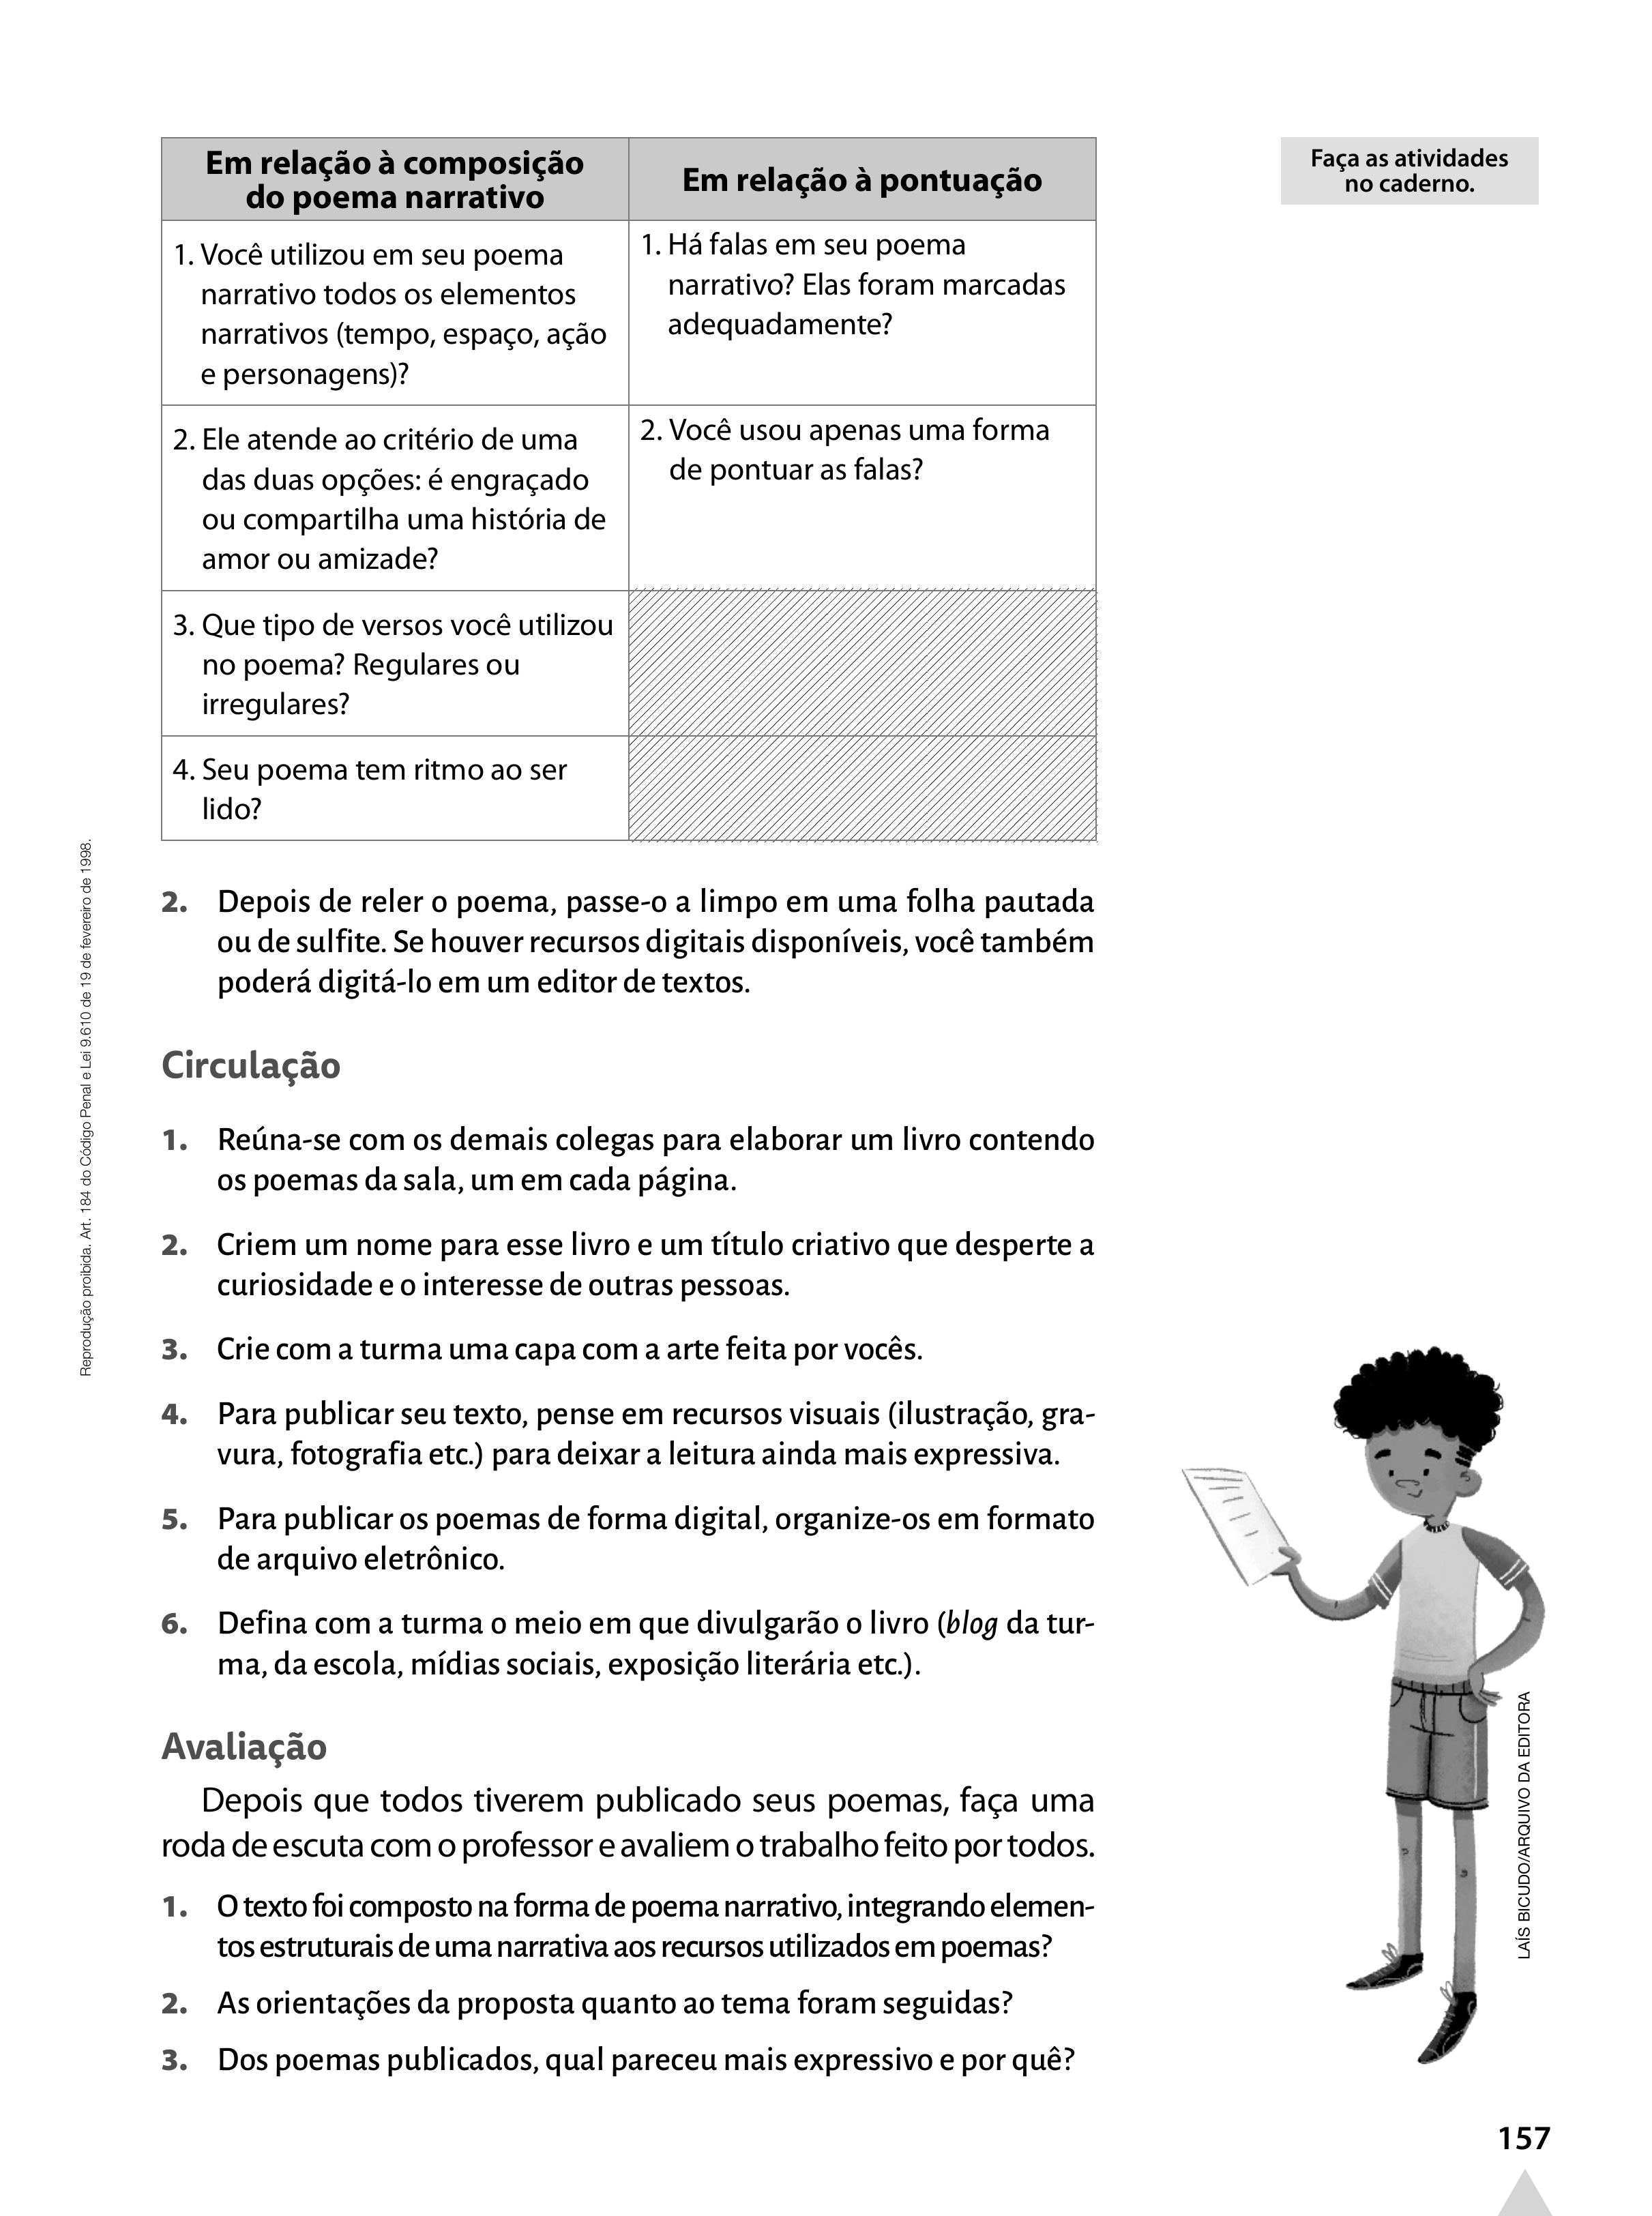 Em relação à composição
do poema narrativo
Em relação à pontuação
1. Você utilizou em seu poema
narrativo todos os elementos
narrativos (tempo, espaço, ação
e personagens)?
1. Há falas em seu poema
narrativo? Elas foram marcadas
adequadamente?
2. Ele atende ao critério de uma
das duas opções: é engraçado
ou compartilha uma história de
amor ou amizade?
2. Você usou apenas uma forma
de pontuar as falas?
3. Que tipo de versos você utilizou
no poema? Regulares ou
irregulares?
4. Seu poema tem ritmo ao ser
lido?
Faça as atividades
no caderno.
2. Depois de reler o poema, passe-o a limpo em uma folha pautada
ou de sulfite. Se houver recursos digitais disponíveis, você também
poderá digitá-lo em um editor de textos.
Circulação
1. Reúna-se com os demais colegas para elaborar um livro contendo
os poemas da sala, um em cada página.
2. Criem um nome para esse livro e um título criativo que desperte a
curiosidade e o interesse de outras pessoas.
3. Crie com a turma uma capa com a arte feita por vocês.
4. Para publicar seu texto, pense em recursos visuais (ilustração, gra-
vura, fotografia etc.) para deixar a leitura ainda mais expressiva.
5. Para publicar os poemas de forma digital, organize-os em formato
de arquivo eletrônico.
6. Defina com a turma o meio em que divulgarão o livro (blog da tur-
ma, da escola, mídias sociais, exposição literária etc.).
Avaliação
Depois que todos tiverem publicado seus poemas, faça uma
roda de escuta com o professor e avaliem o trabalho feito por todos.
1. O texto foi composto na forma de poema narrativo, integrando elemen-
tos estruturais de uma narrativa aos recursos utilizados em poemas?
2. As orientações da proposta quanto ao tema foram seguidas?
3. Dos poemas publicados, qual pareceu mais expressivo e por quê?
Reprodução proibida. Art. 184 do Código Penal e Lei 9.610 de 19 de fevereiro de 1998.
LAÍS BICUDO/ARQUIVO DA EDITORA
157